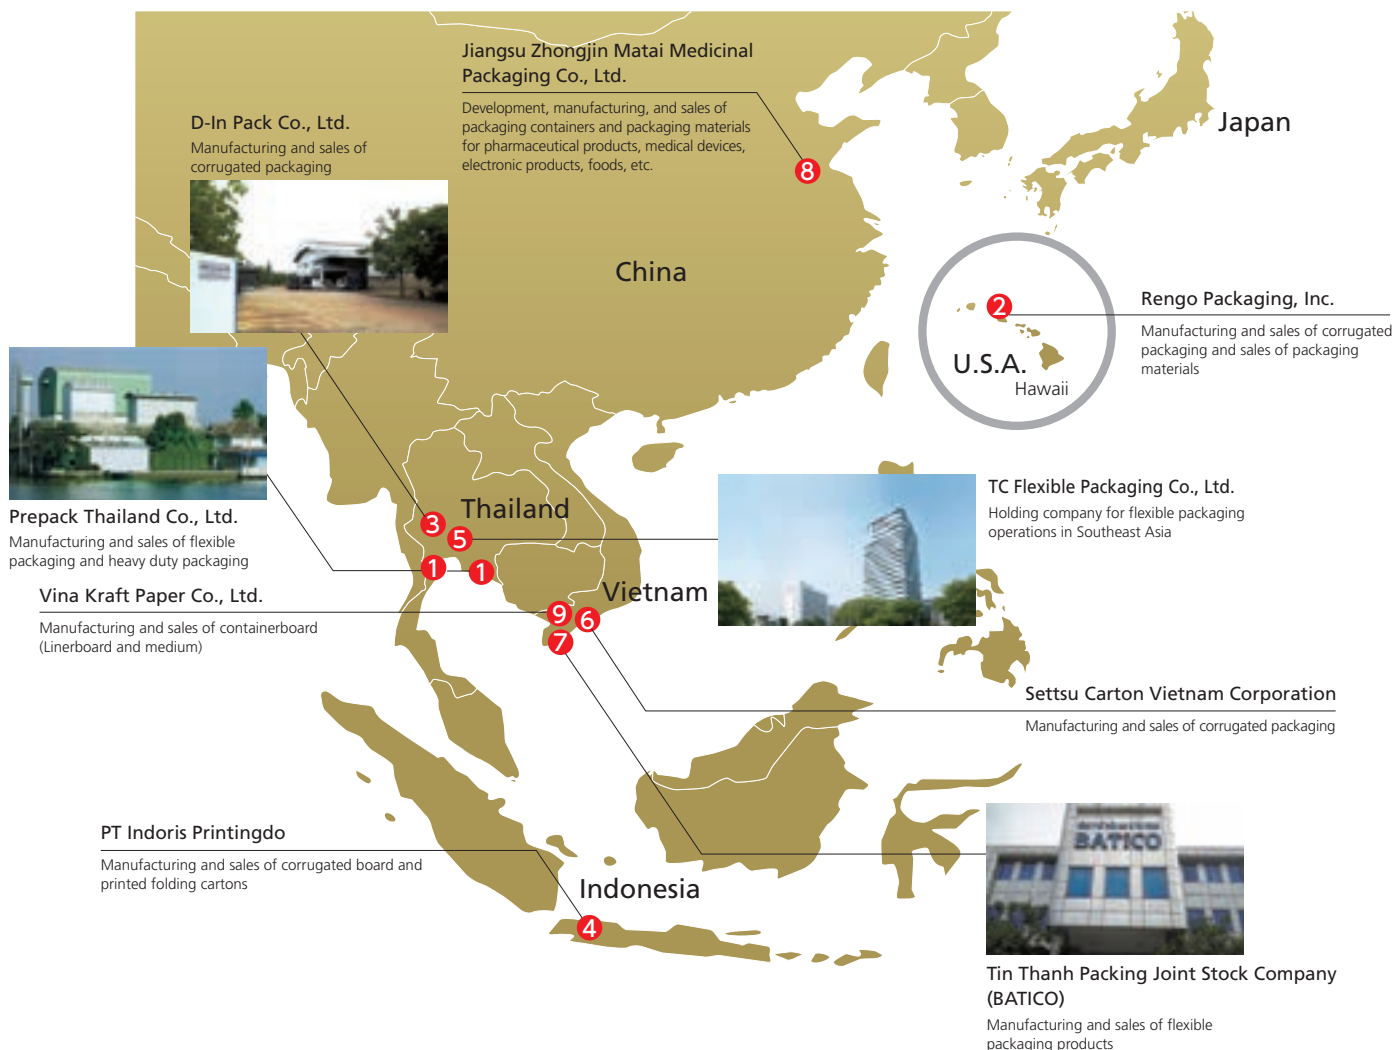 Jiangsu Zhongjin Matai Medicinal
Packaging Co., Ltd.
Development, manufacturing, and sales of
packaging containers and packaging materials
for pharmaceutical products, medical devices,
electronic products, foods, etc.
8
Japan
D-In Pack Co., Ltd.
Manufacturing and sales of
corrugated packaging
China
2
U.S.A.
Hawaii
Rengo Packaging, Inc.
Manufacturing and sales of corrugated
packaging and sales of packaging
materials
Prepack Thailand Co., Ltd.
Manufacturing and sales of flexible
packaging and heavy duty packaging
Thailand
3
5
1
1
TC Flexible Packaging Co., Ltd.
Holding company for flexible packaging
operations in Southeast Asia
Vina Kraft Paper Co., Ltd.
Manufacturing and sales of containerboard
(Linerboard and medium)
Vietnam
9
6
7
Settsu Carton Vietnam Corporation
Manufacturing and sales of corrugated packaging
PT Indoris Printingdo
Manufacturing and sales of corrugated board and
printed folding cartons
Indonesia
4
BATICO
Tin Thanh Packing Joint Stock Company
(BATICO)
Manufacturing and sales of flexible
packaging products